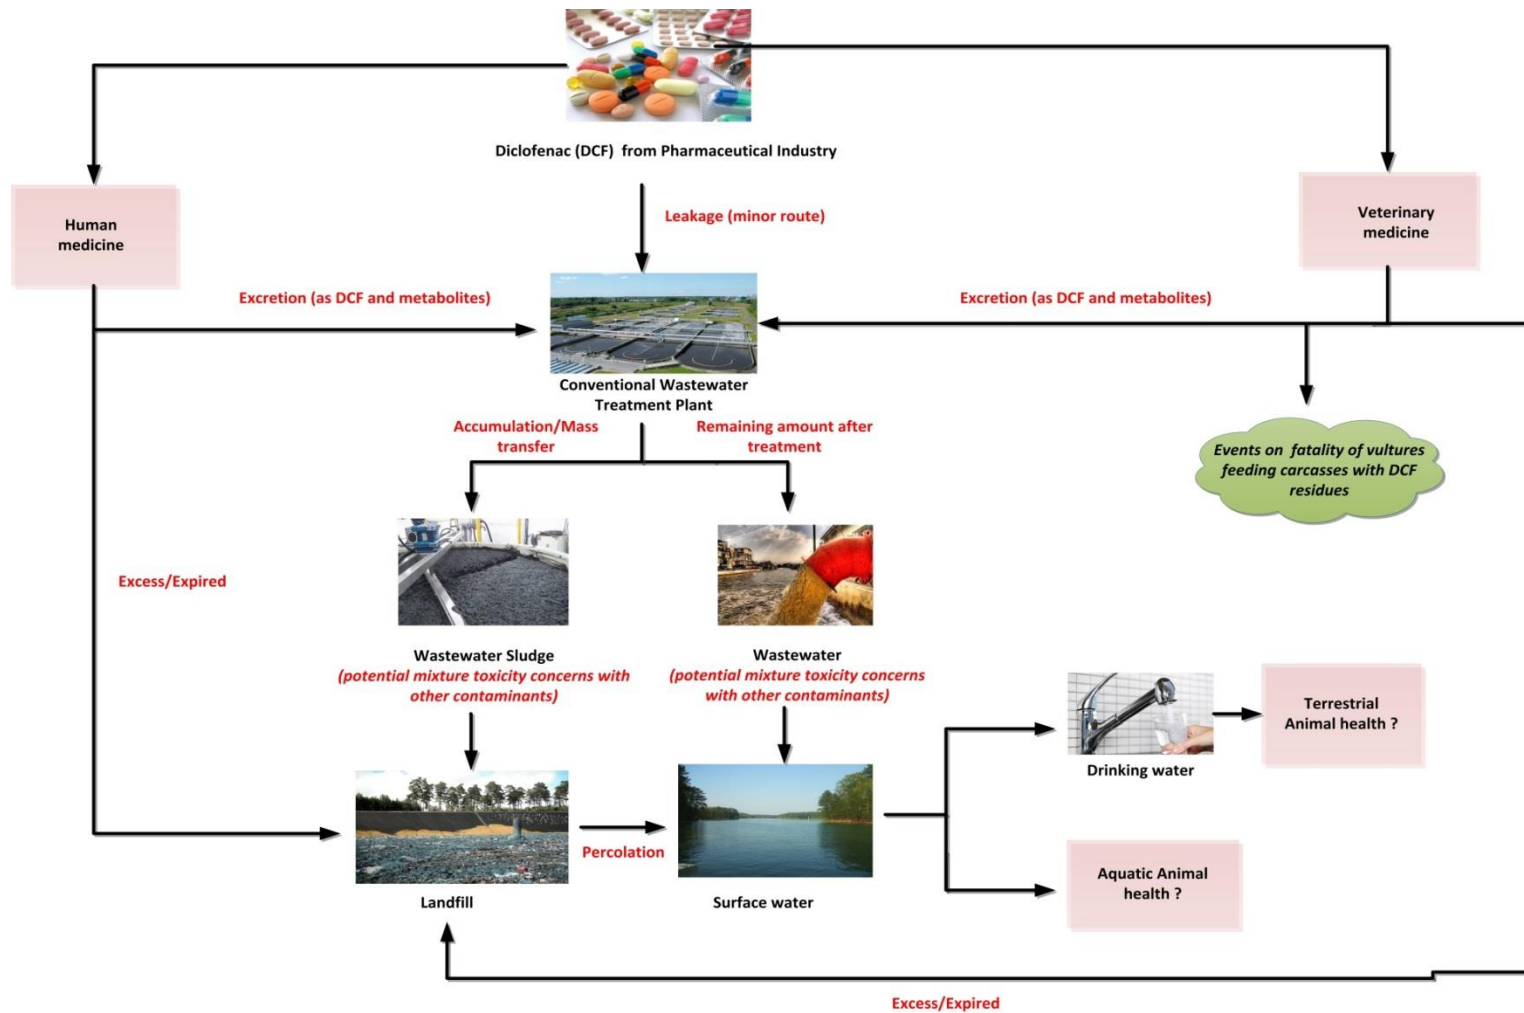 Diclofenac (DCF) from Pharmaceutical Industry
Human
medicine
Leakage (minor route)
Veterinary
medicine
Excretion (as DCF and metabolites)
Excretion (as DCF and metabolites)
Conventional Wastewater
Treatment Plant
Accumulation/Mass
transfer
Remaining amount after
treatment
Events on fatality of vultures
feeding carcasses with DCF
residues
Excess/Expired
Wastewater Sludge
(potential mixture toxicity concerns with
other contaminants)
Wastewater
(potential mixture toxicity concerns
with other contaminants)
Terrestrial
Animal health ?
Drinking water
Percolation
Aquatic Animal
health ?
Landfill
Surface water
Excess/Expired